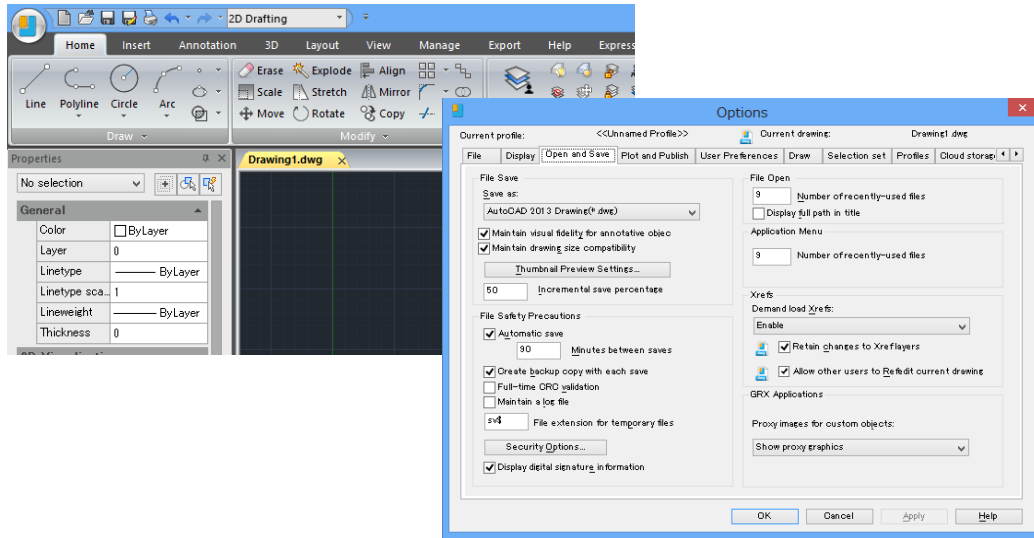 2D Drafting
Home Insert Annotation 3D Layout View Manage Export Help Express
Erase Explode Align
Scale Stretch Mirror
Line Polyline Circle Arc
Move Rotate Copy
Draw Modify
Properties
Drawing1.dwg
No selection
General
Color ByLayer
Layer 0
Linetype ByLayer
Linetype sca... 1
Lineweight ByLayer
Thickness 0
Options
Current profile: <<Unnamed Profile>> Current drawing: Drawing1.dwg
File Display Open and Save Plot and Publish User Preferences Draw Selection set Profiles Cloud storag
File Save
Save as:
AutoCAD 2013 Drawing(*.dwg)
Maintain visual fidelity for annotative objec
Maintain drawing size compatibility
Thumbnail Preview Settings...
50 Incremental save percentage
File Safety Precautions
Automatic save
90 Minutes between saves
Create backup copy with each save
Full-time CRC validation
Maintain a log file
sv$ File extension for temporary files
Security Options...
Display digital signature information
File Open
9 Number of recently-used files
Display full path in title
Application Menu
9 Number of recently-used files
Xrefs
Demand load Xrefs:
Enable
Retain changes to Xref layers
Allow other users to Refedit current drawing
GRX Applications
Proxy images for custom objects:
Show proxy graphics
OK Cancel Apply Help